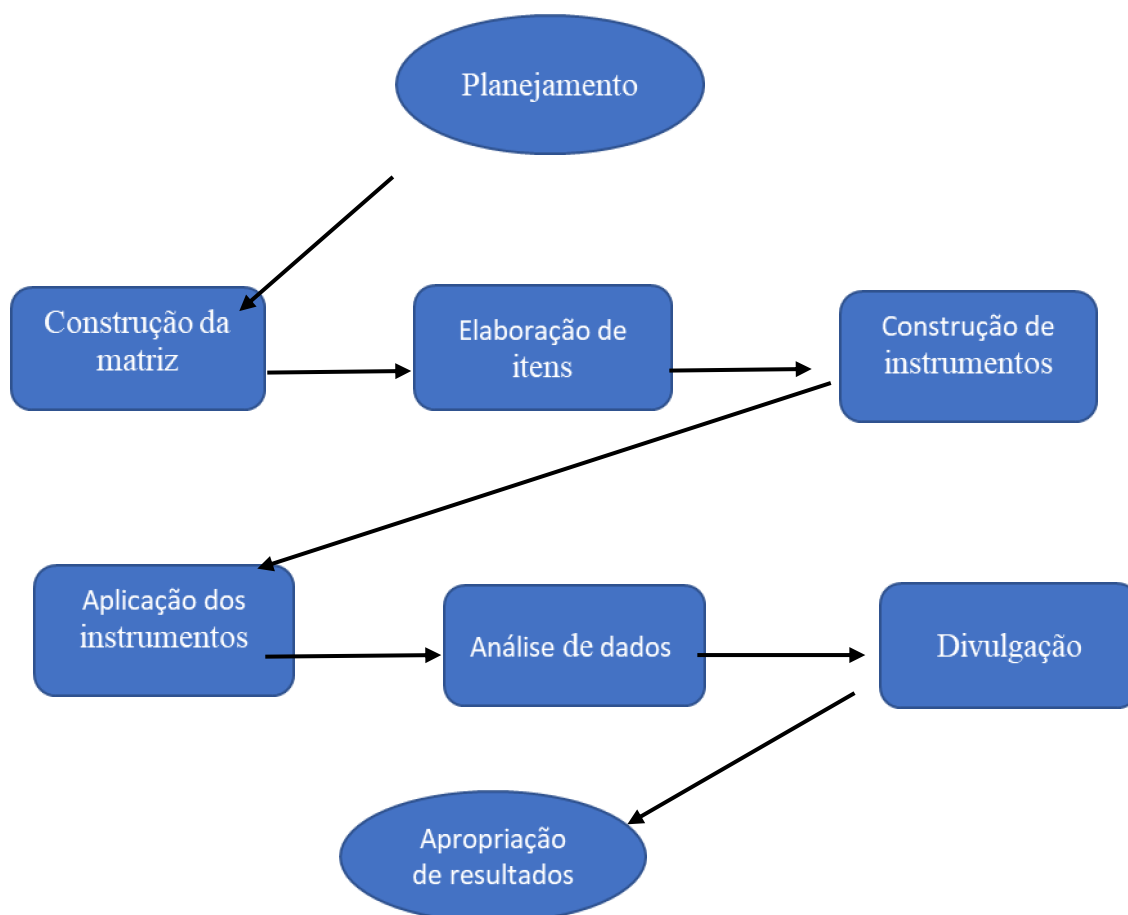 Planejamento
Construção da
matriz
Elaboração de
itens
Construção de
instrumentos
Aplicação dos
instrumentos
Análise de dados
Divulgação
Apropriação
de resultados